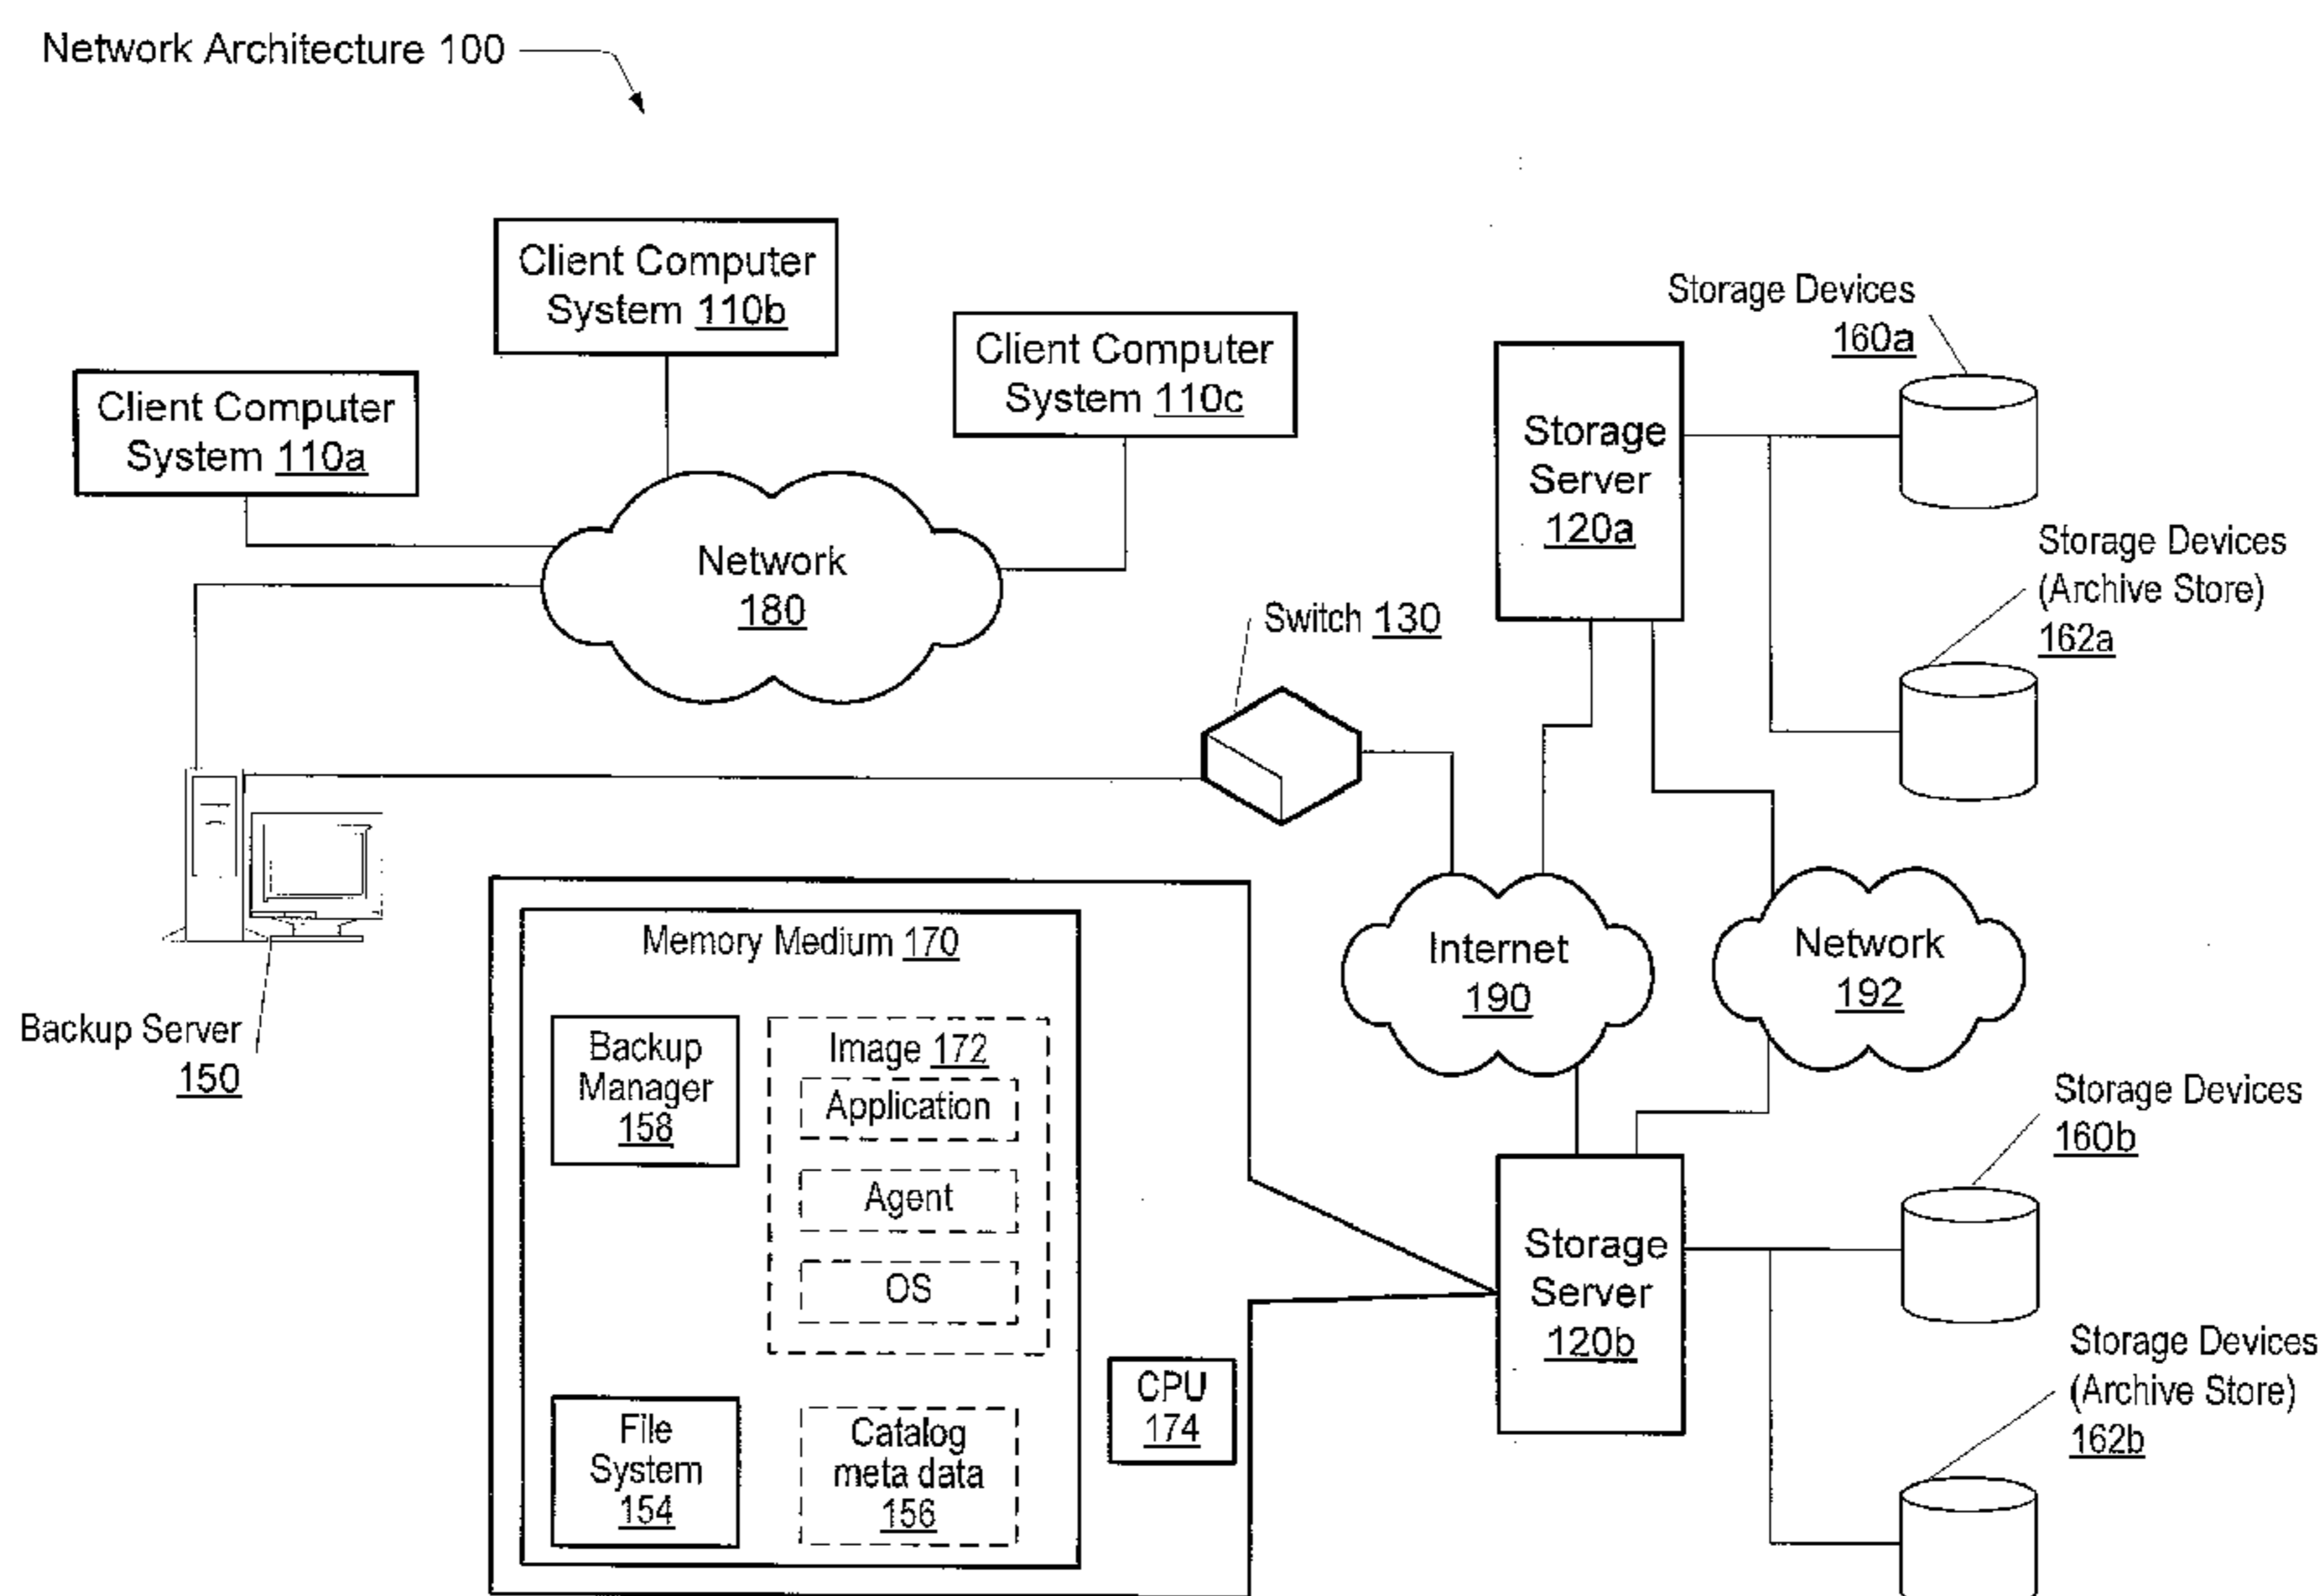 Network Architecture 100
Client Computer
System 110b
Client Computer
System 110c
Client Computer
System 110a
Network
180
Switch 130
Storage
Server
120a
Storage Devices
160a
Storage Devices
(Archive Store)
162a
Backup Server
150
Internet
190
Network
192
Memory Medium 170
Backup
Manager
158
Image 172
Application
Agent
OS
File
System
154
Catalog
meta data
156
CPU
174
Storage
Server
120b
Storage Devices
160b
Storage Devices
(Archive Store)
162b